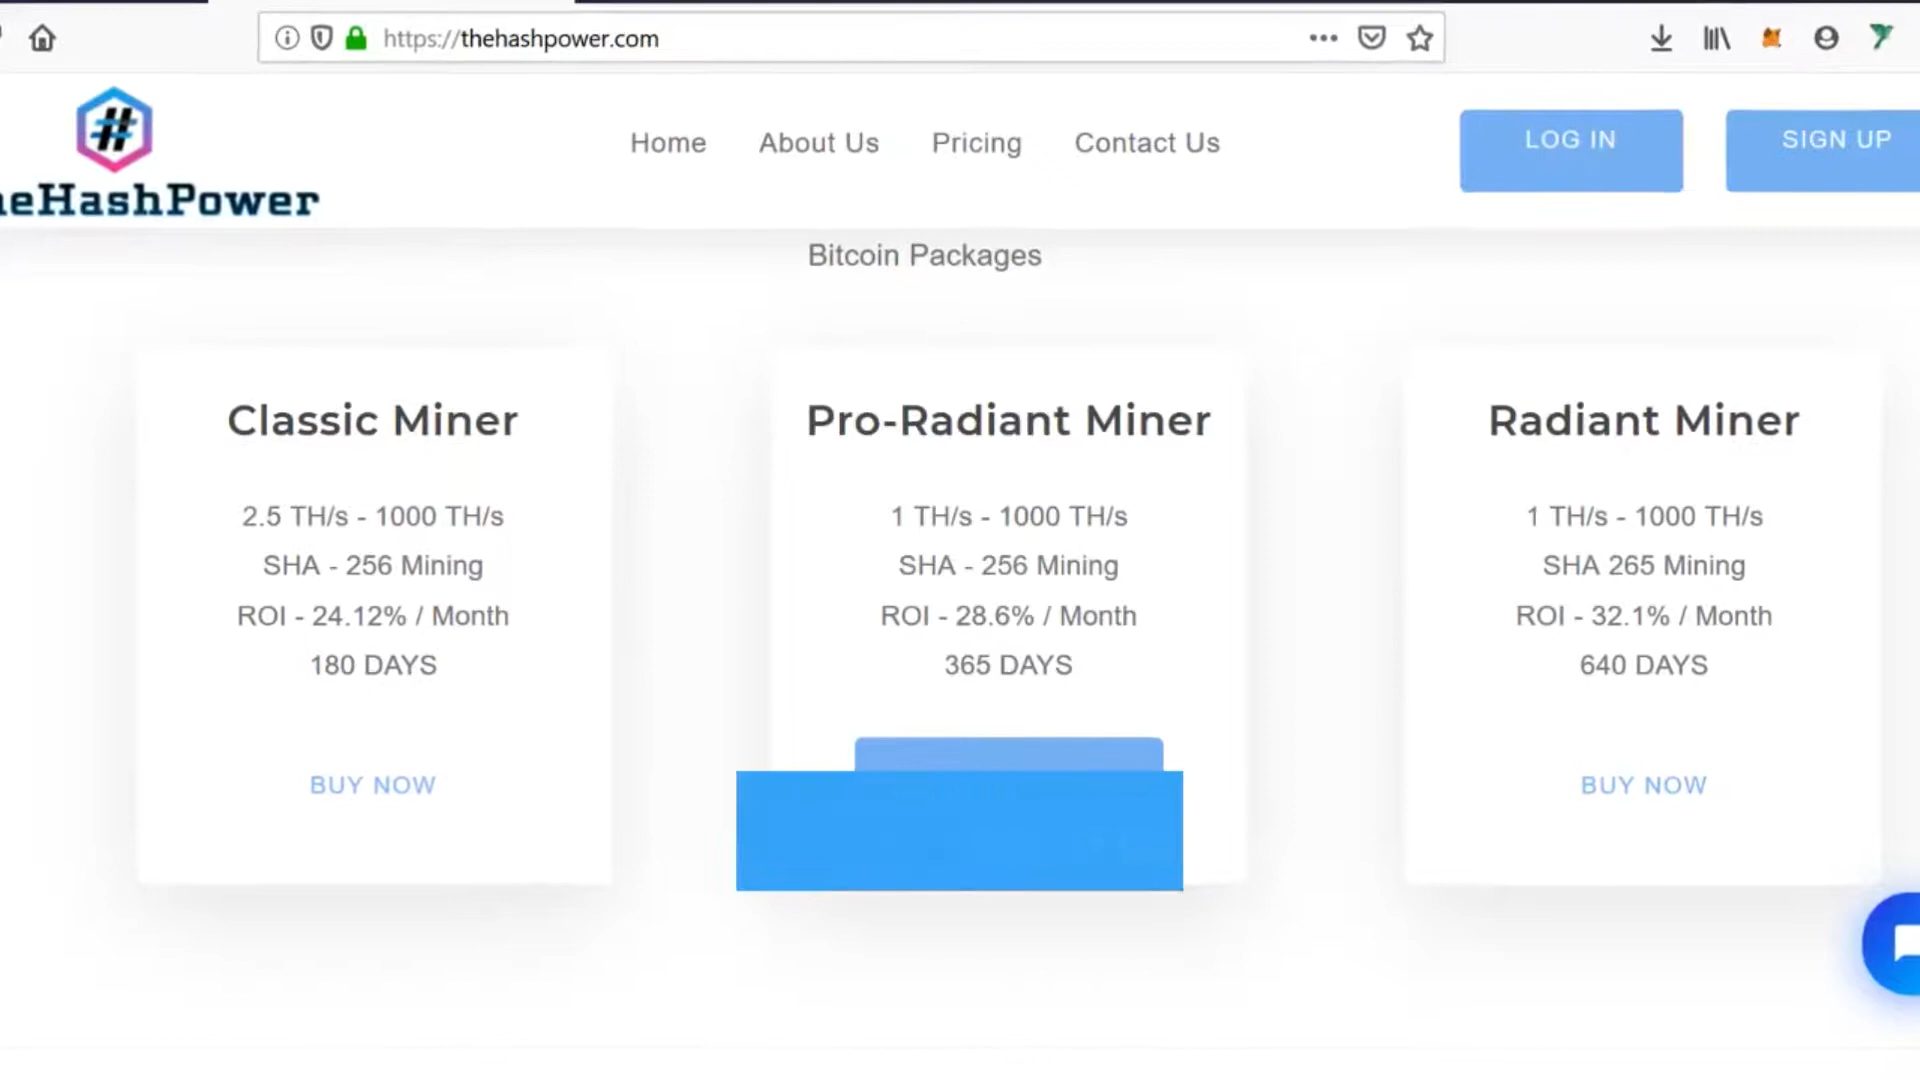 https://thehashpower.com
eHashPower
Home About Us Pricing Contact Us
LOG IN SIGN UP
Bitcoin Packages
Classic Miner
2.5 TH/s - 1000 TH/s
SHA - 256 Mining
ROI - 24.12% / Month
180 DAYS
BUY NOW
Pro-Radiant Miner
1 TH/s - 1000 TH/s
SHA - 256 Mining
ROI - 28.6% / Month
365 DAYS
Radiant Miner
1 TH/s - 1000 TH/s
SHA 265 Mining
ROI - 32.1% / Month
640 DAYS
BUY NOW